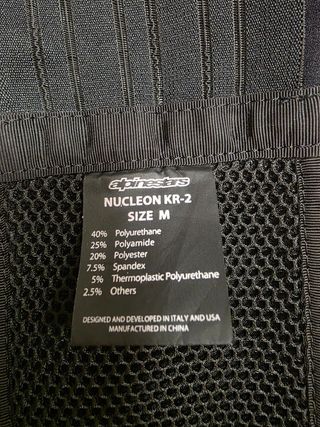 alpinestars
NUCLEON KR-2
SIZE M
40% Polyurethane
25% Polyamide
20% Polyester
7.5% Spandex
5% Thermoplastic Polyurethane
2.5% Others
DESIGNED AND DEVELOPED IN ITALY AND USA
MANUFACTURED IN CHINA